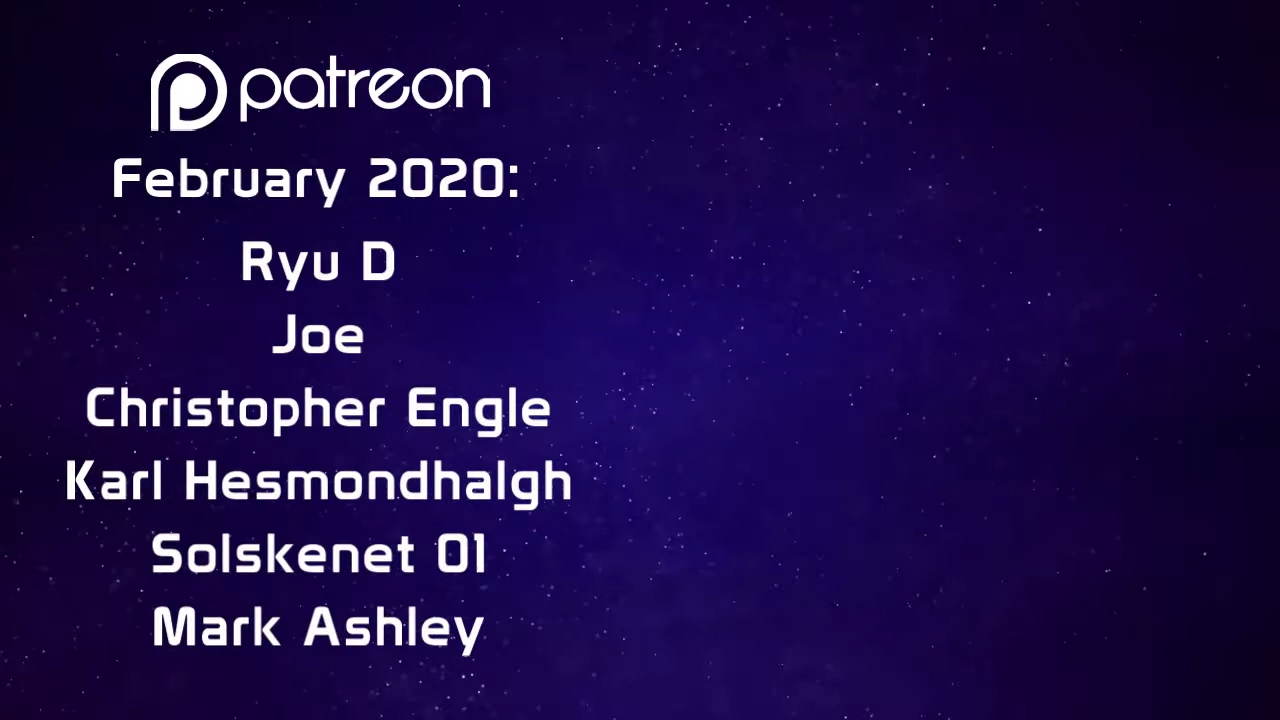 patreon
February 2020:
Ryu D
Joe
Christopher Engle
Karl Hesmondhalgh
Solskenet 01
Mark Ashley